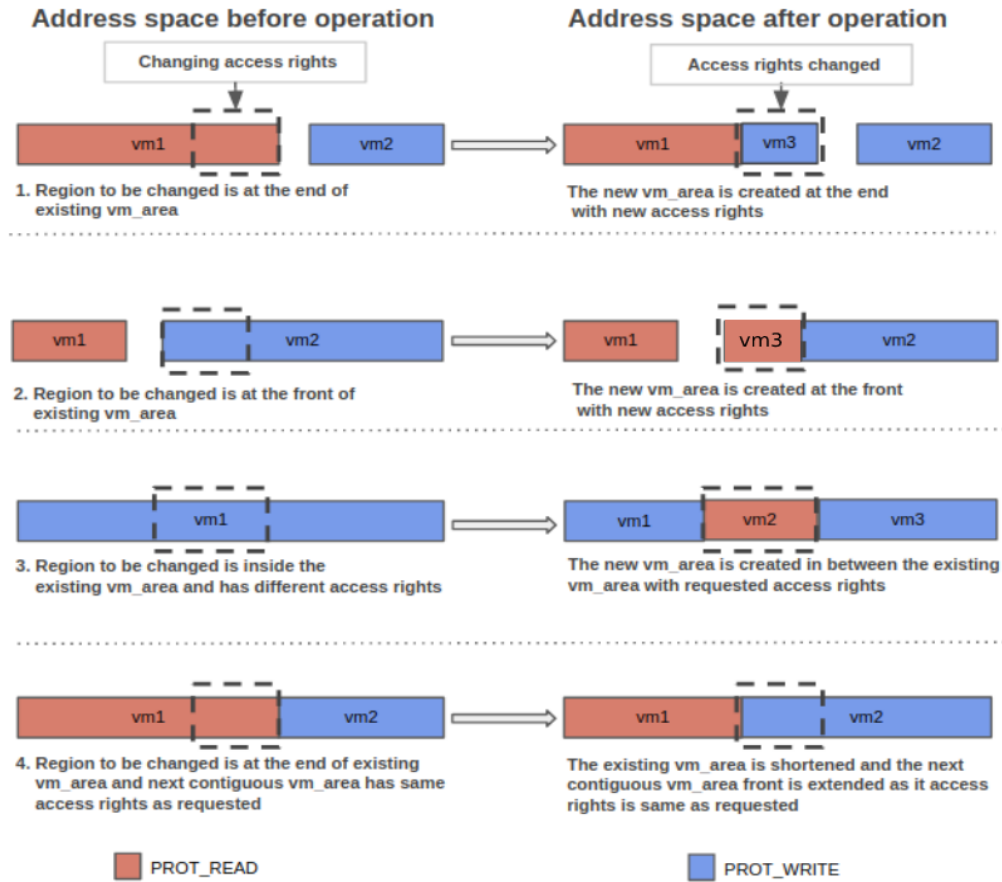 Address space before operation
Address space after operation
Changing access rights
Access rights changed
vm1
vm2
vm1
vm3
vm2
1. Region to be changed is at the end of
existing vm_area
The new vm_area is created at the end
with new access rights
vm1
vm2
vm1
vm3
vm2
2. Region to be changed is at the front of
existing vm_area
The new vm_area is created at the front
with new access rights
vm1
vm1
vm2
vm3
3. Region to be changed is inside the
existing vm_area and has different access rights
The new vm_area is created in between the existing
vm_area with requested access rights
vm1
vm2
vm1
vm2
4. Region to be changed is at the end of existing
vm_area and next contiguous vm_area has same
access rights as requested
The existing vm_area is shortened and the next
contiguous vm_area front is extended as it access
rights is same as requested
PROT_READ
PROT_WRITE